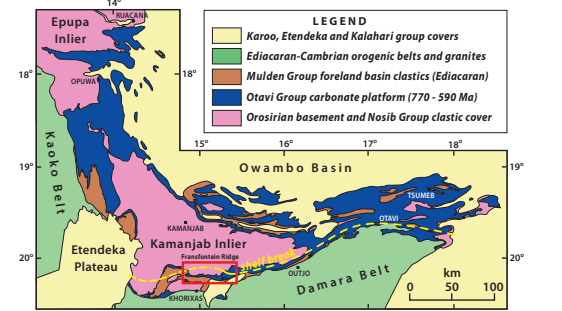 14°
RUACANA
Epupa
Inlier
LEGEND
Karoo, Etendeka and Kalahari group covers
Ediacaran-Cambrian orogenic belts and granites
Mulden Group foreland basin clastics (Ediacaran)
Otavi Group carbonate platform (770 - 590 Ma)
Orosirian basement and Nosib Group clastic cover
18°
18°
OPUWA
15°
16°
17°
18°
19°
19°
Kaoko Belt
Owambo Basin
TSUMEB
OTAVI
KAMANJAB
Kamanjab Inlier
Etendeka
Plateau
Fransfontein Ridge
shelf break
OUTJO
Damara Belt
20°
20°
KHORIXAS
km
0 50 100